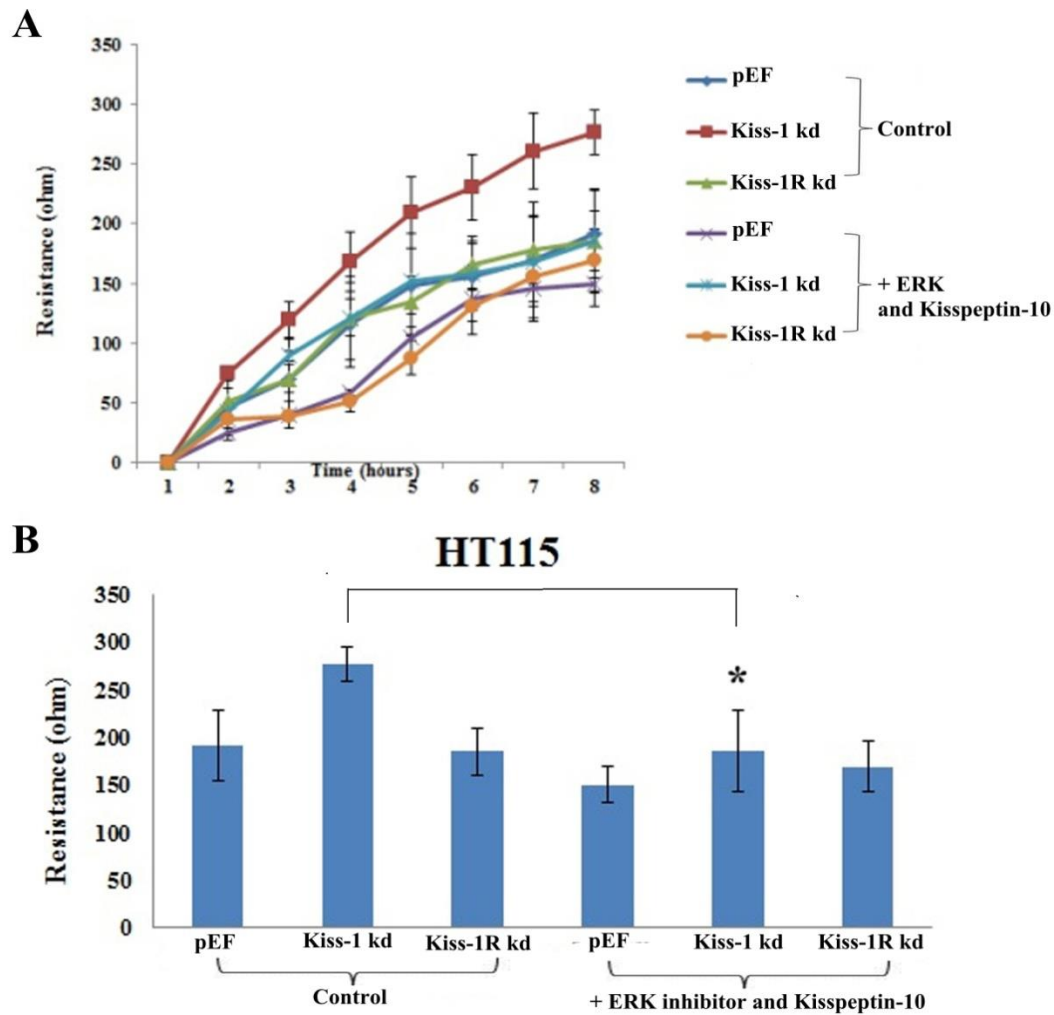 A
350
300
250
200
150
100
50
0
Resistance (ohm)
Time (hours)
1 2 3 4 5 6 7 8
pEF
Kiss-1 kd
Kiss-1R kd
Control
pEF
Kiss-1 kd
Kiss-1R kd
+ ERK
and Kisspeptin-10
B
HT115
350
300
250
200
150
100
50
0
Resistance (ohm)
*
pEF Kiss-1 kd Kiss-1R kd pEF Kiss-1 kd Kiss-1R kd
Control + ERK inhibitor and Kisspeptin-10